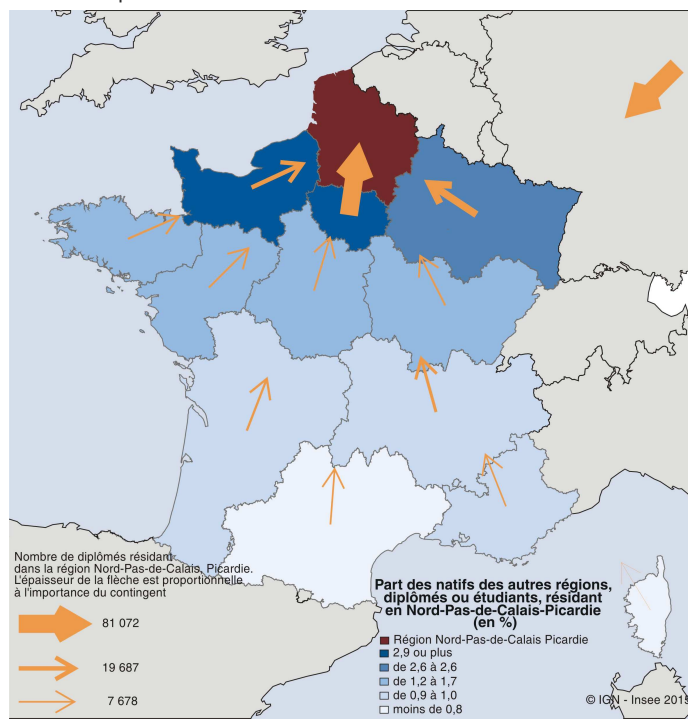 Nombre de diplômés résidant
dans la région Nord-Pas-de-Calais, Picardie.
L'épaisseur de la flèche est proportionnelle
à l'importance du contingent
81 072
19 687
7 678
Part des natifs des autres régions,
diplômés ou étudiants, résidant
en Nord-Pas-de-Calais-Picardie
(en %)
Région Nord-Pas-de-Calais Picardie
2,9 ou plus
de 2,6 à 2,6
de 1,2 à 1,7
de 0,9 à 1,0
moins de 0,8
© IGN - Insee 2015